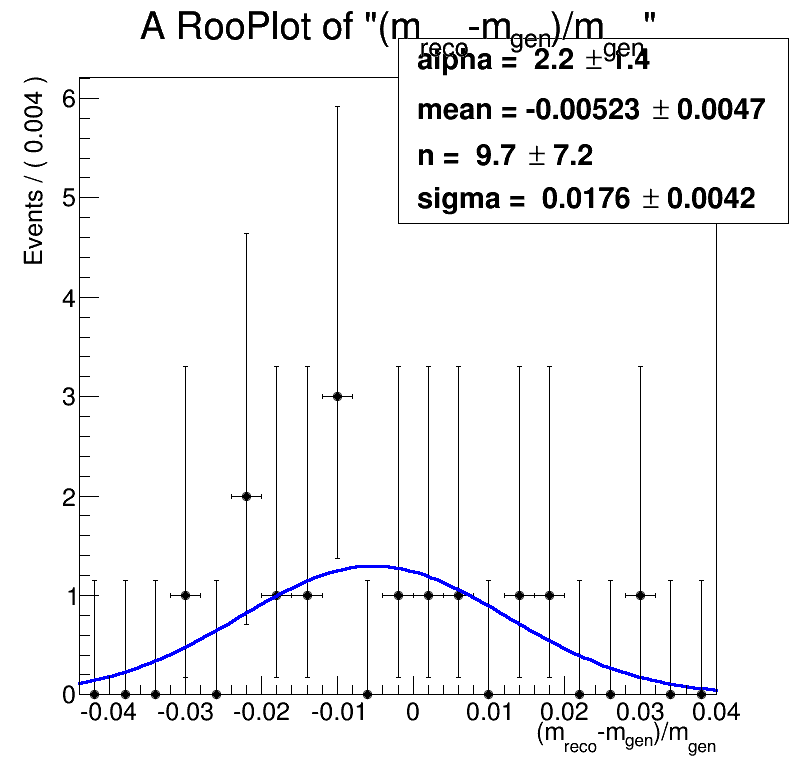 A RooPlot of "(m_reco-m_gen)/m_gen"
alpha = 2.2 ± 1.4
mean = -0.00523 ± 0.0047
n = 9.7 ± 7.2
sigma = 0.0176 ± 0.0042
Events / ( 0.004 )
6
5
4
3
2
1
0
-0.04 -0.03 -0.02 -0.01 0 0.01 0.02 0.03 0.04
(m_reco-m_gen)/m_gen